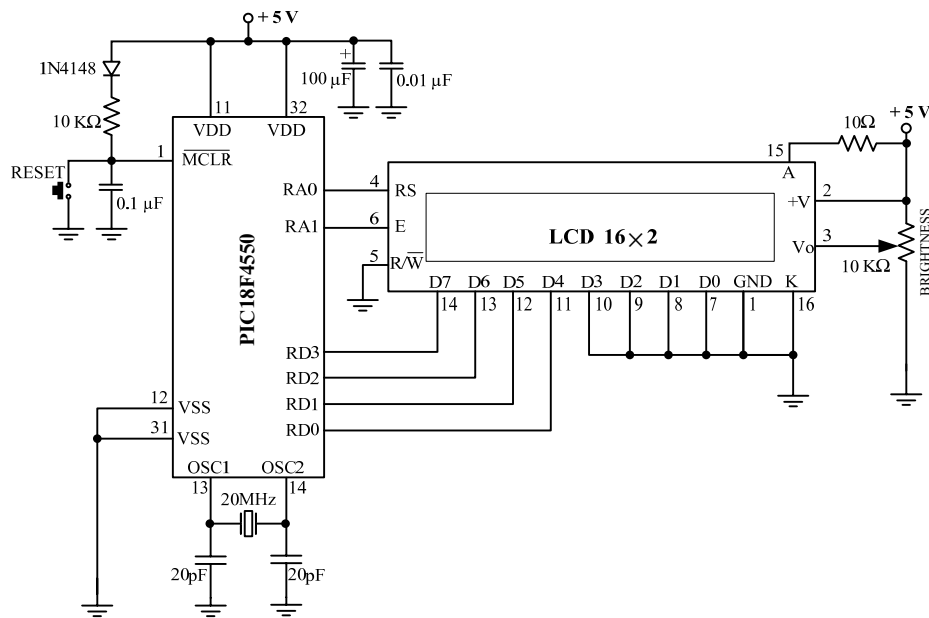 +5 V
1N4148
100 µF
0.01 µF
+
10 KΩ
11
32
VDD
VDD
+5 V
10Ω
15
A
1
MCLR
RESET
0.1 µF
RA0
4
RS
2
+V
RA1
6
E
LCD 16×2
3
Vo
5
R/W
10 KΩ
BRIGHTNESS
D7
D6
D5
D4
D3
D2
D1
D0
GND
K
14
13
12
11
10
9
8
7
1
16
PIC18F4550
RD3
RD2
RD1
RD0
12
VSS
31
VSS
OSC1
OSC2
13
14
20MHz
20pF
20pF